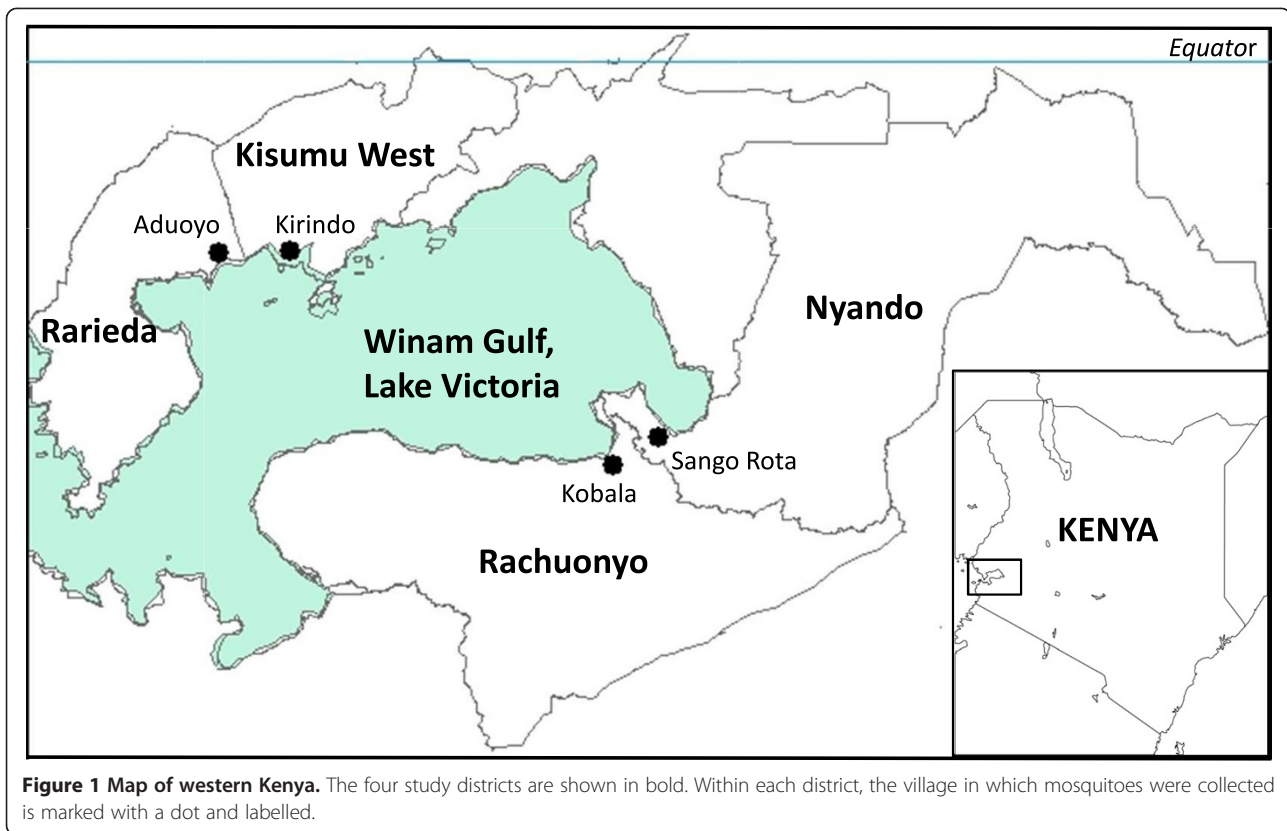 Equator
Kisumu West
Aduoyo
Kirindo
Rarieda
Nyando
Winam Gulf,
Lake Victoria
Sango Rota
Kobala
KENYA
Rachuonyo
Figure 1 Map of western Kenya. The four study districts are shown in bold. Within each district, the village in which mosquitoes were collected
is marked with a dot and labelled.